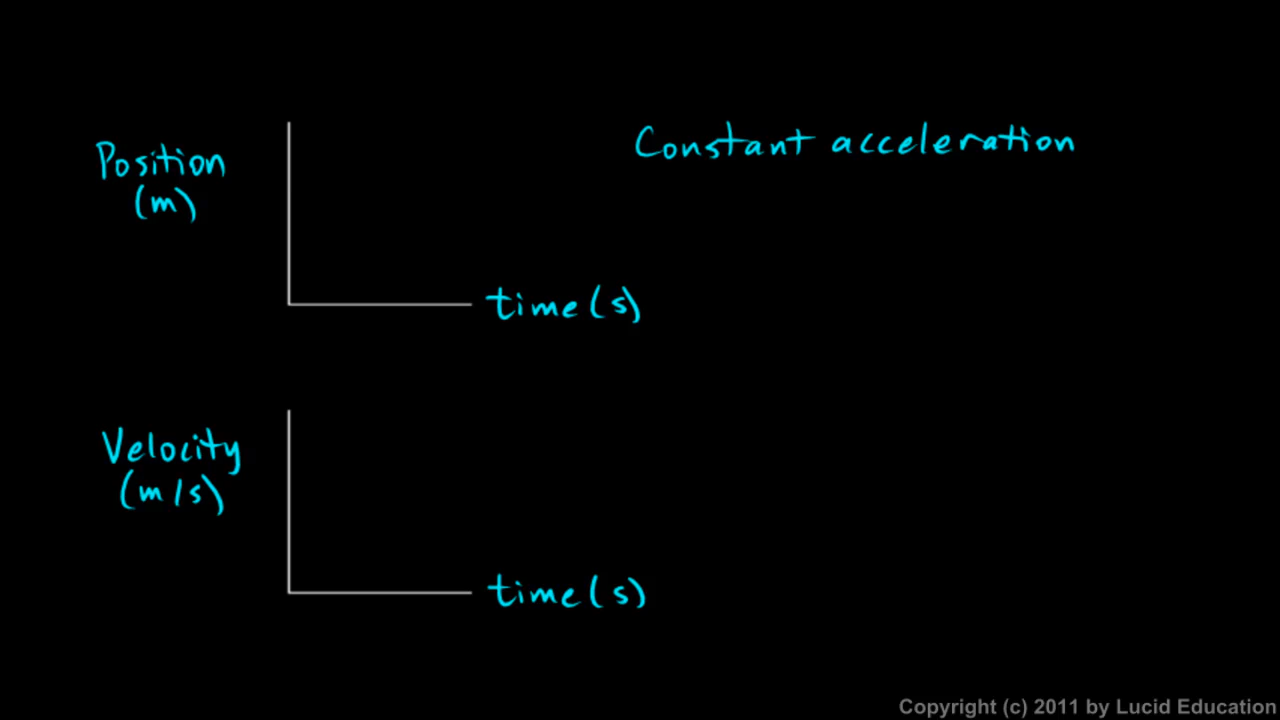 Constant acceleration
Position
(m)
time (s)
Velocity
(m/s)
time (s)
Copyright (c) 2011 by Lucid Education